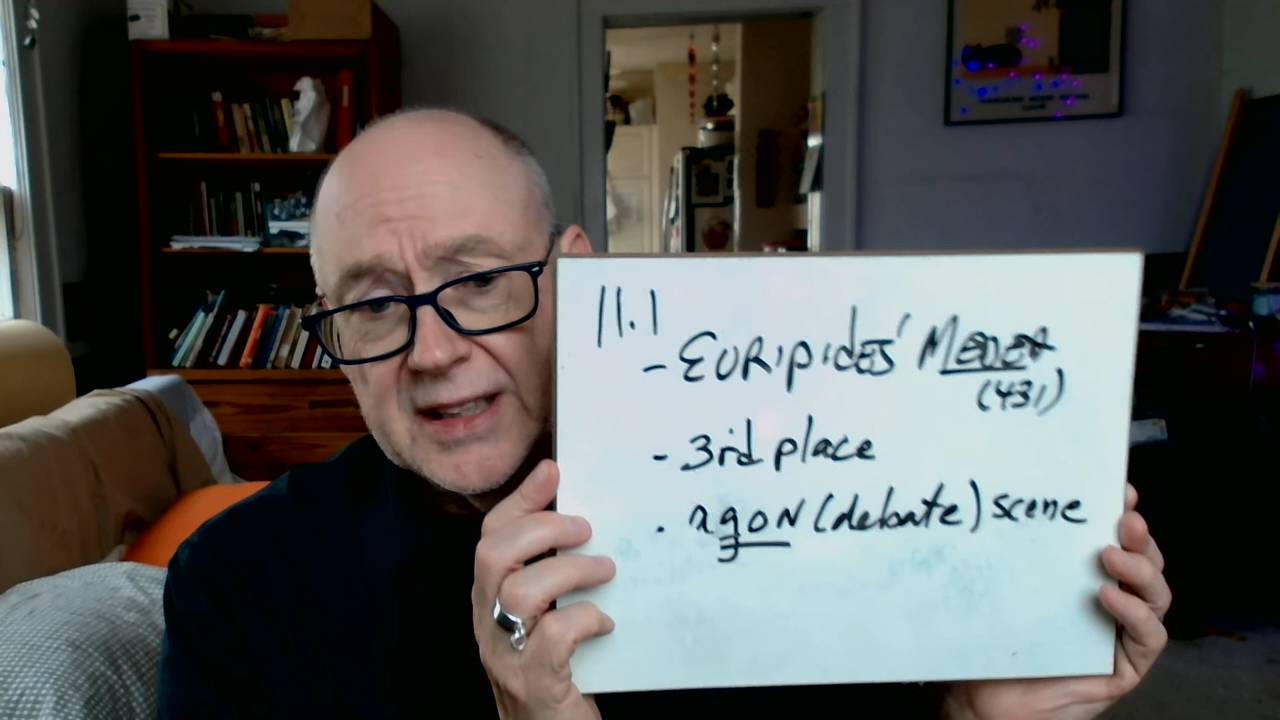 11.1
- EURIPIDES' MEDEA
(431)
- 3rd place
. agon (debate) scene